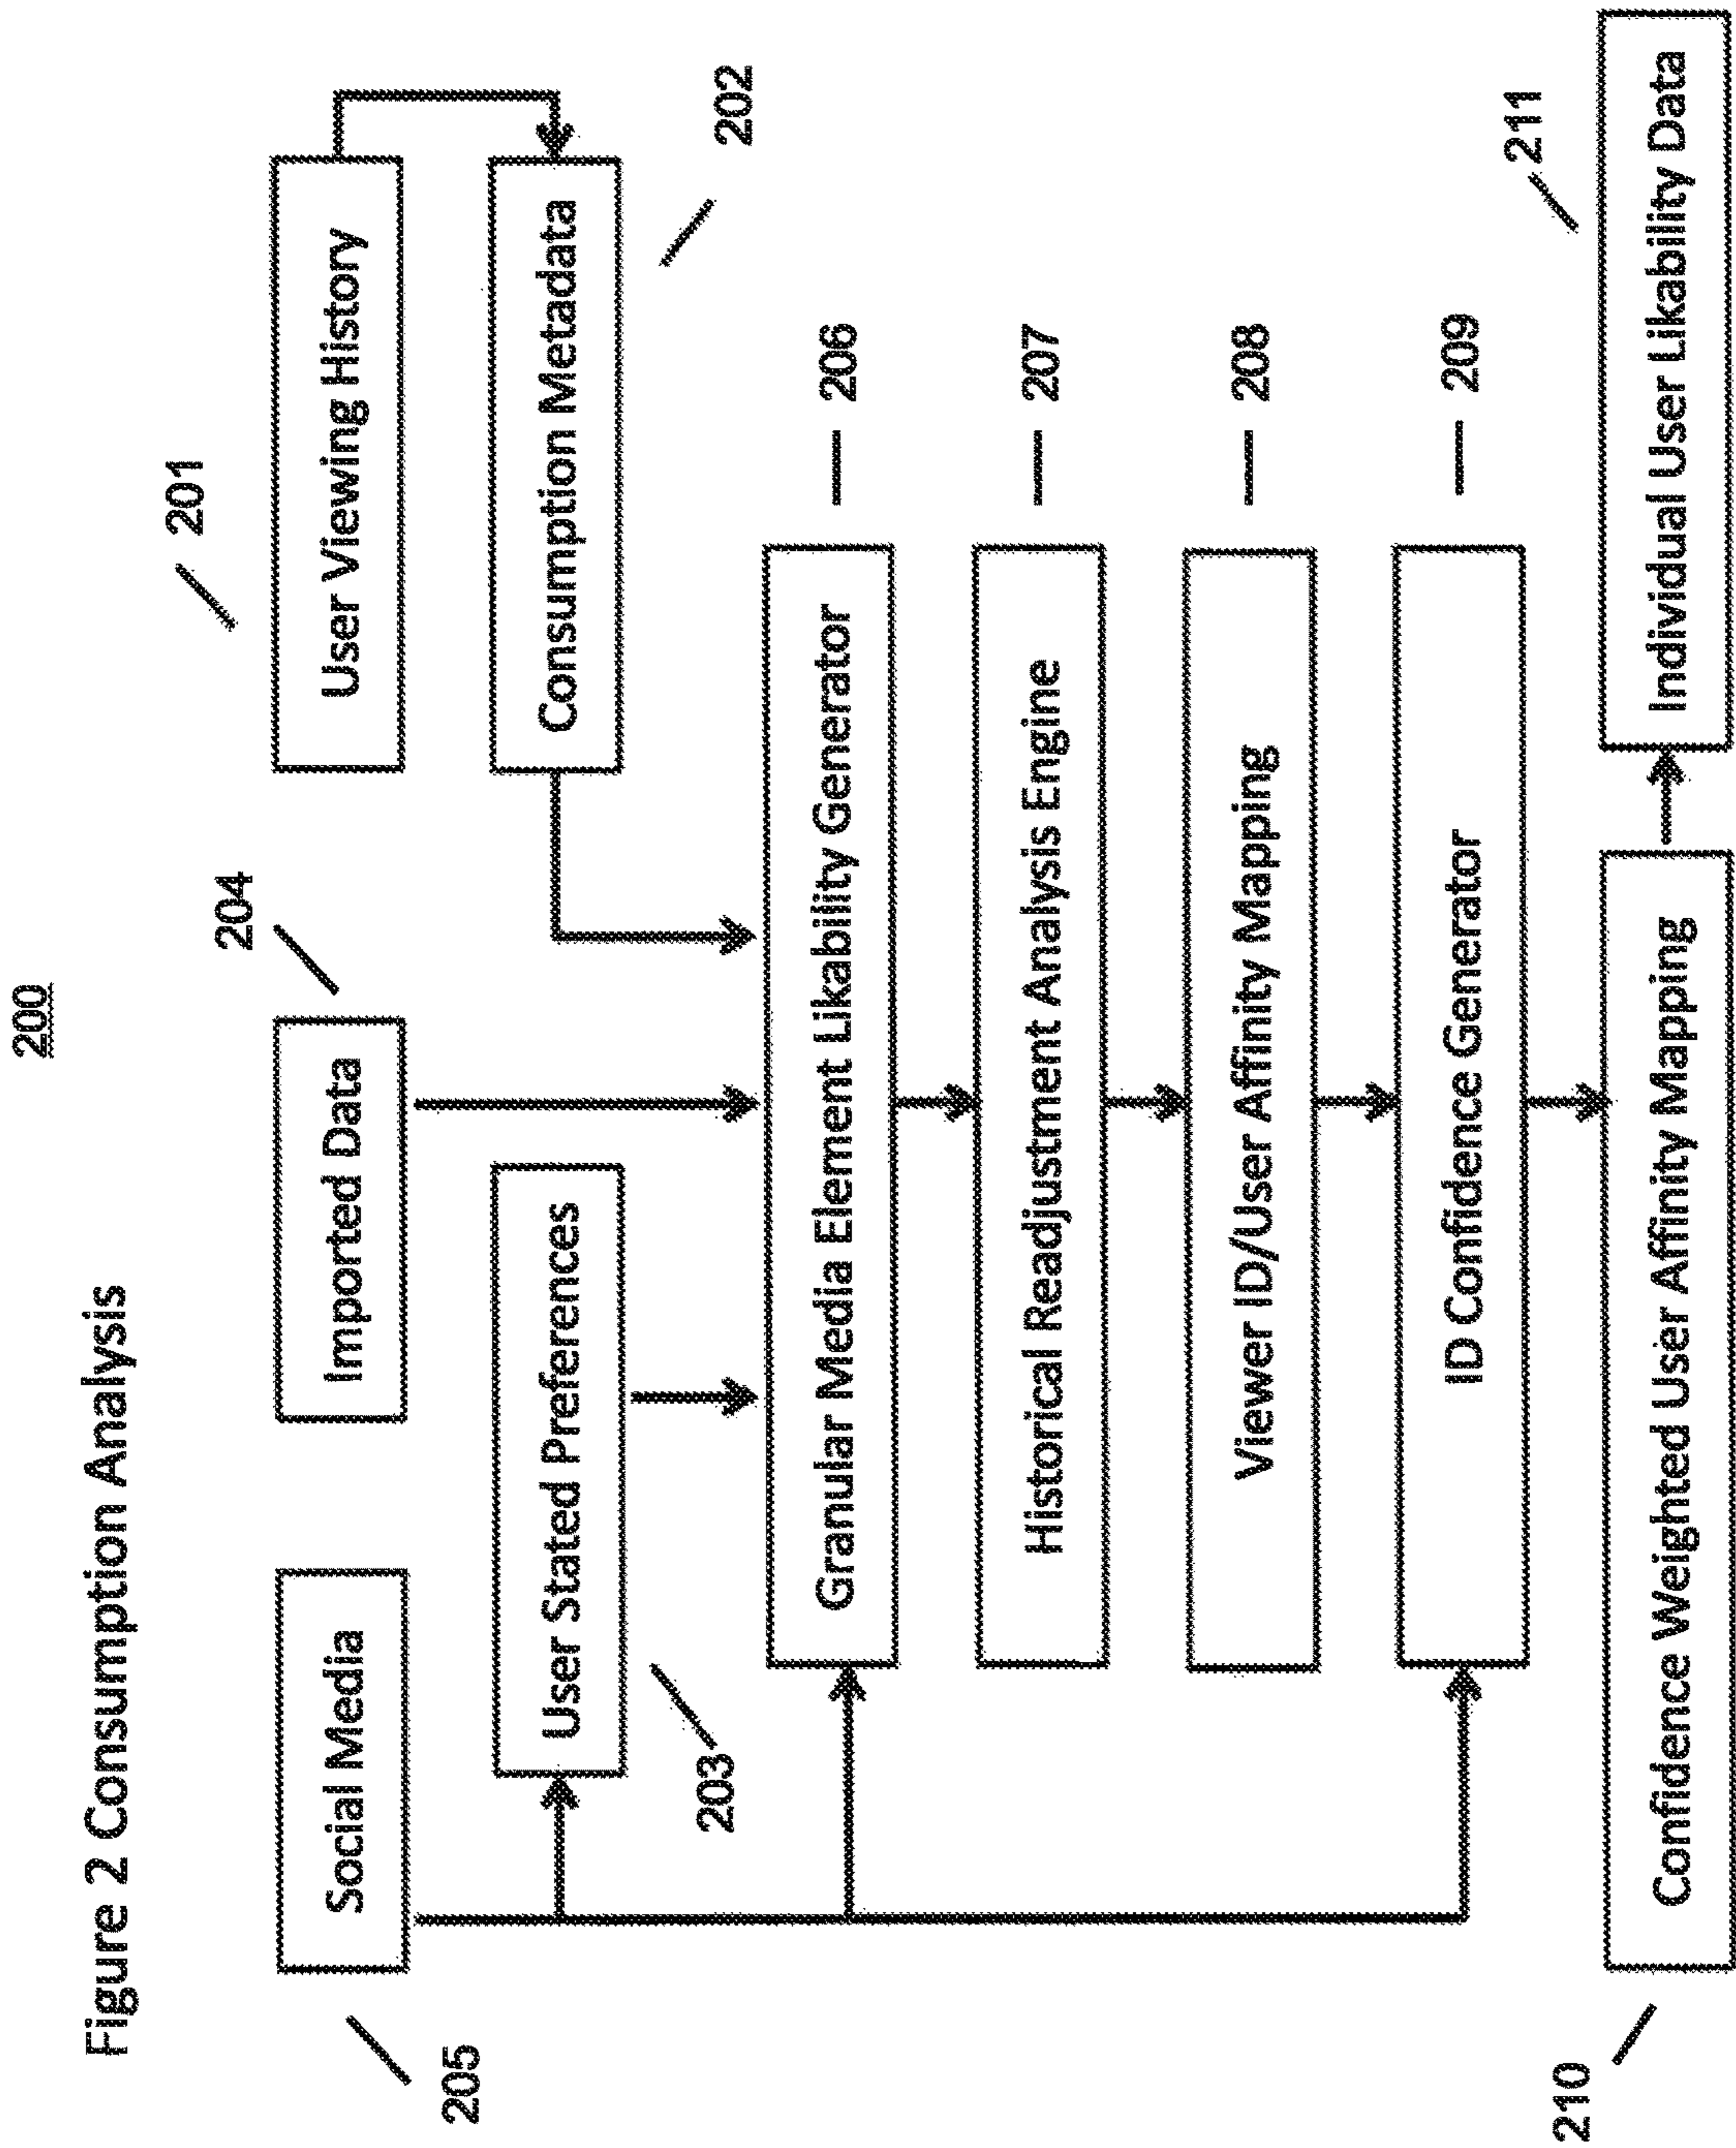 200
Figure 2 Consumption Analysis
205
Social Media
204
Imported Data
201
User Viewing History
203
User Stated Preferences
Consumption Metadata
202
Granular Media Element Likability Generator
206
Historical Readjustment Analysis Engine
207
Viewer ID/User Affinity Mapping
208
ID Confidence Generator
209
210
Confidence Weighted User Affinity Mapping
211
Individual User Likability Data